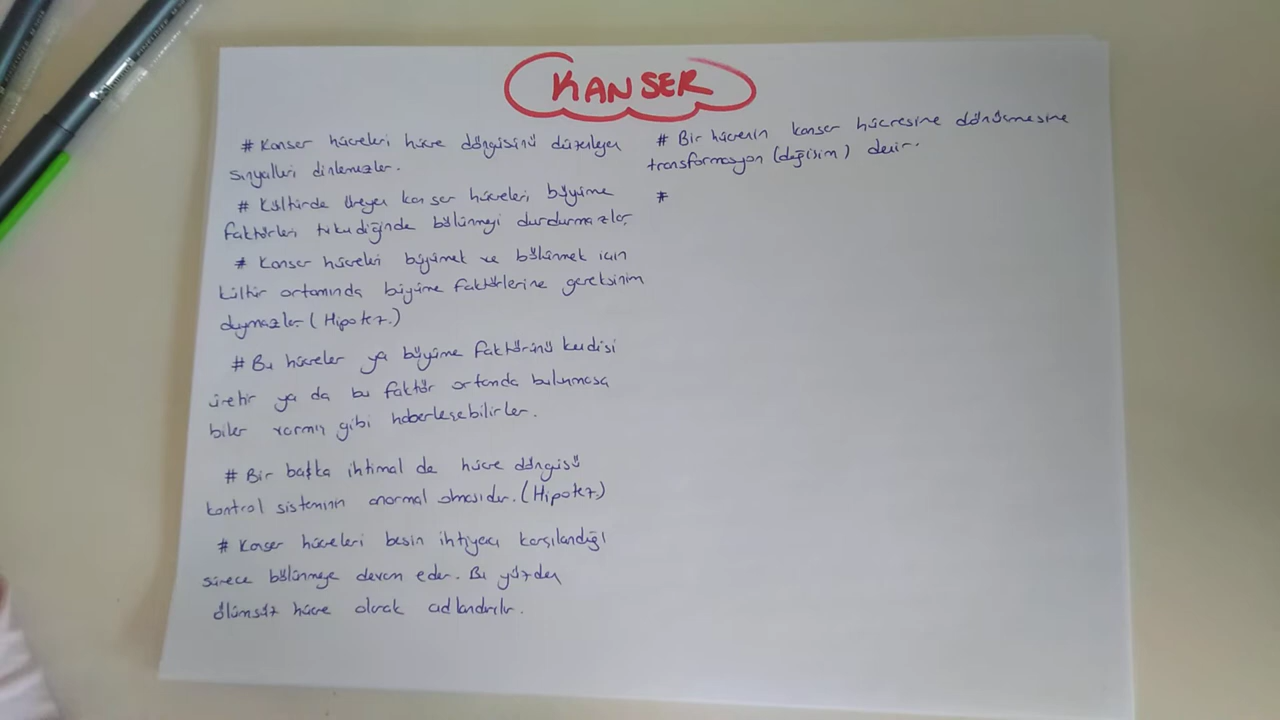 KANSER
# Kanser hücreleri hücre döngüsünü düzenleyen
sinyalleri dinlemezler.
# Kültürde üreyen kanser hücreleri, büyüme
faktörleri tükendiğinde bölünmeyi durdurmazlar.
# Kanser hücreleri büyümek ve bölünmek için
kültür ortamında büyüme faktörlerine gereksinim
duymazlar (Hipotez.)
# Bu hücreler ya büyüme faktörünü kendisi
üretir ya da bu faktör ortamda bulunmasa
bile varmış gibi haberleşebilirler.
# Bir başka ihtimal de hücre döngüsü
kontrol sisteminin anormal olmasıdır. (Hipotez)
# Kanser hücreleri besin ihtiyacı karşılandığı
sürece bölünmeye devam eder. Bu yüzden
ölümsüz hücre olarak adlandırılır.
# Bir hücrenin kanser hücresine dönüşmesine
transformasyon (değişim) denir.
#